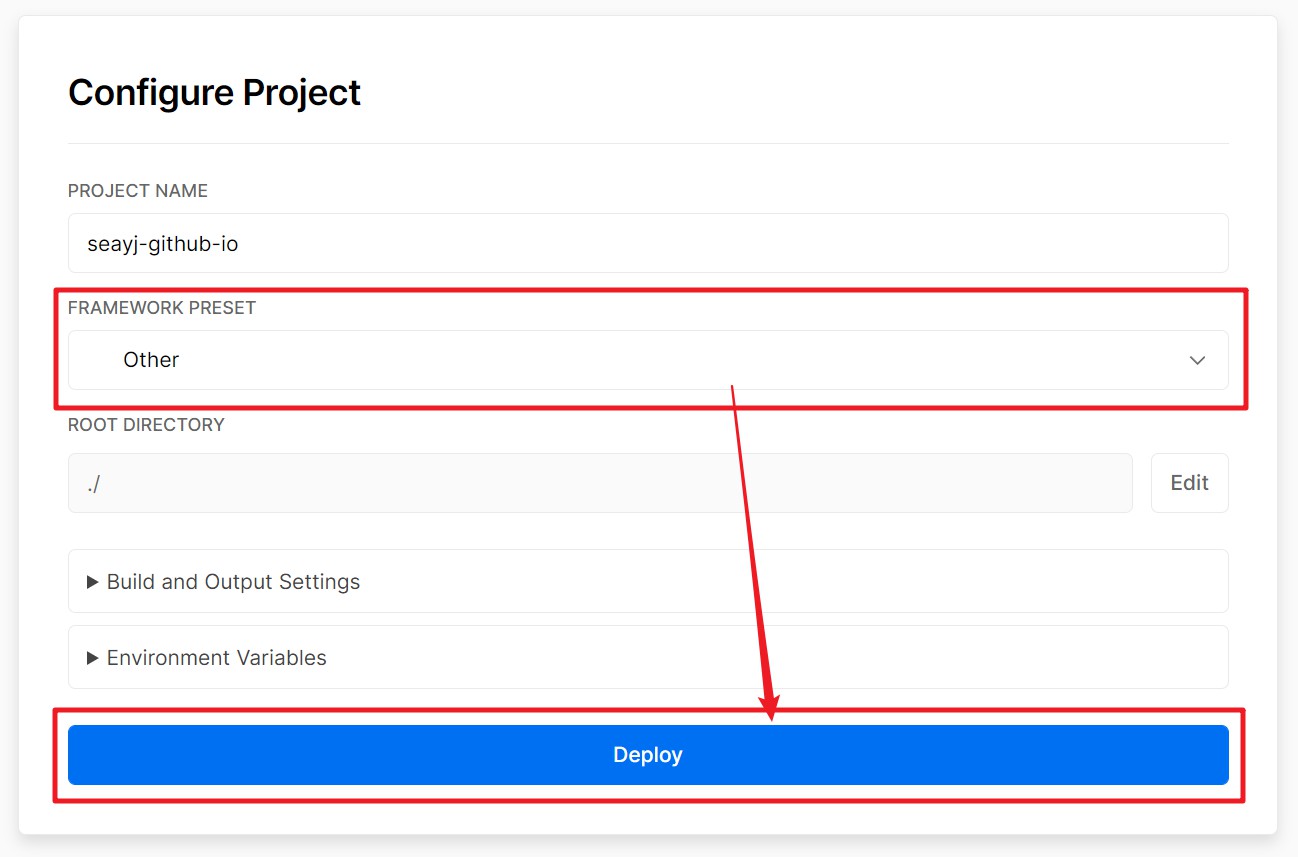 Configure Project
PROJECT NAME
seayj-github-io
FRAMEWORK PRESET
Other
ROOT DIRECTORY
./
Edit
Build and Output Settings
Environment Variables
Deploy